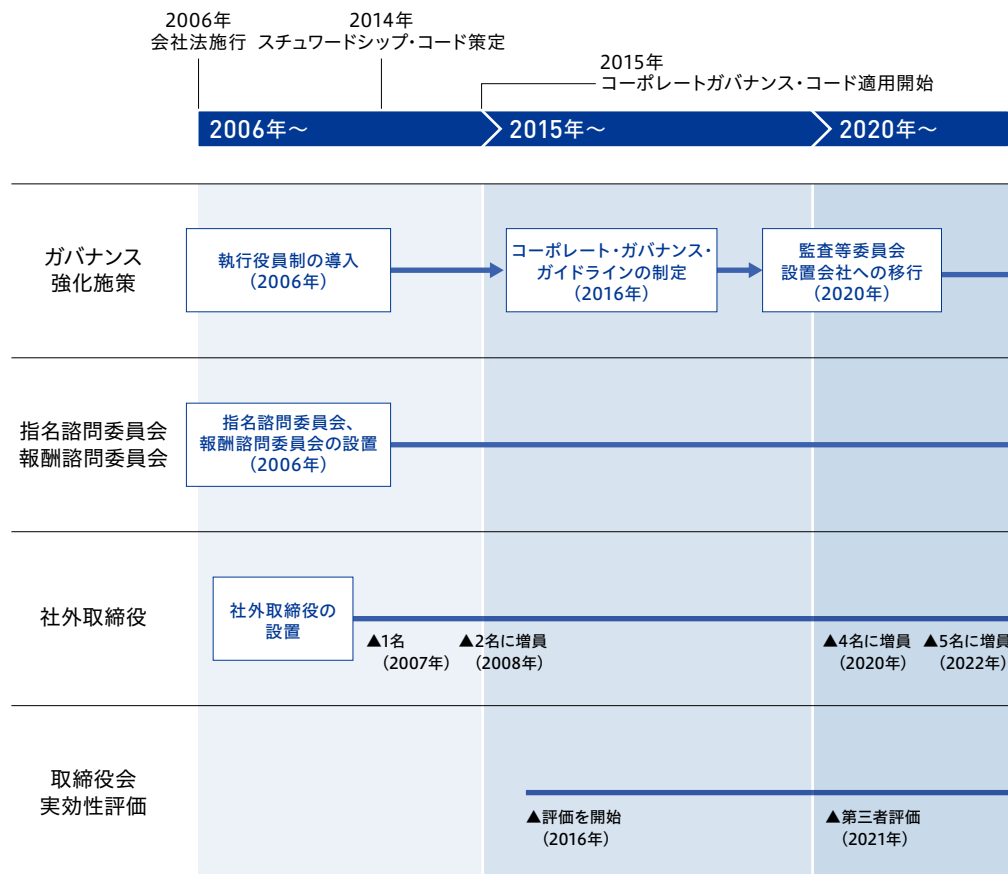 2006年
会社法施行
2014年
スチュワードシップ・コード策定
2015年
コーポレートガバナンス・コード適用開始
2006年～
2015年～
2020年～
ガバナンス
強化施策
執行役員制の導入
（2006年）
コーポレート・ガバナンス・
ガイドラインの制定
（2016年）
監査等委員会
設置会社への移行
（2020年）
指名諮問委員会
報酬諮問委員会
指名諮問委員会、
報酬諮問委員会の設置
（2006年）
社外取締役
社外取締役の
設置
▲1名
（2007年）
▲2名に増員
（2008年）
▲4名に増員
（2020年）
▲5名に増員
（2022年）
取締役会
実効性評価
▲評価を開始
（2016年）
▲第三者評価
（2021年）